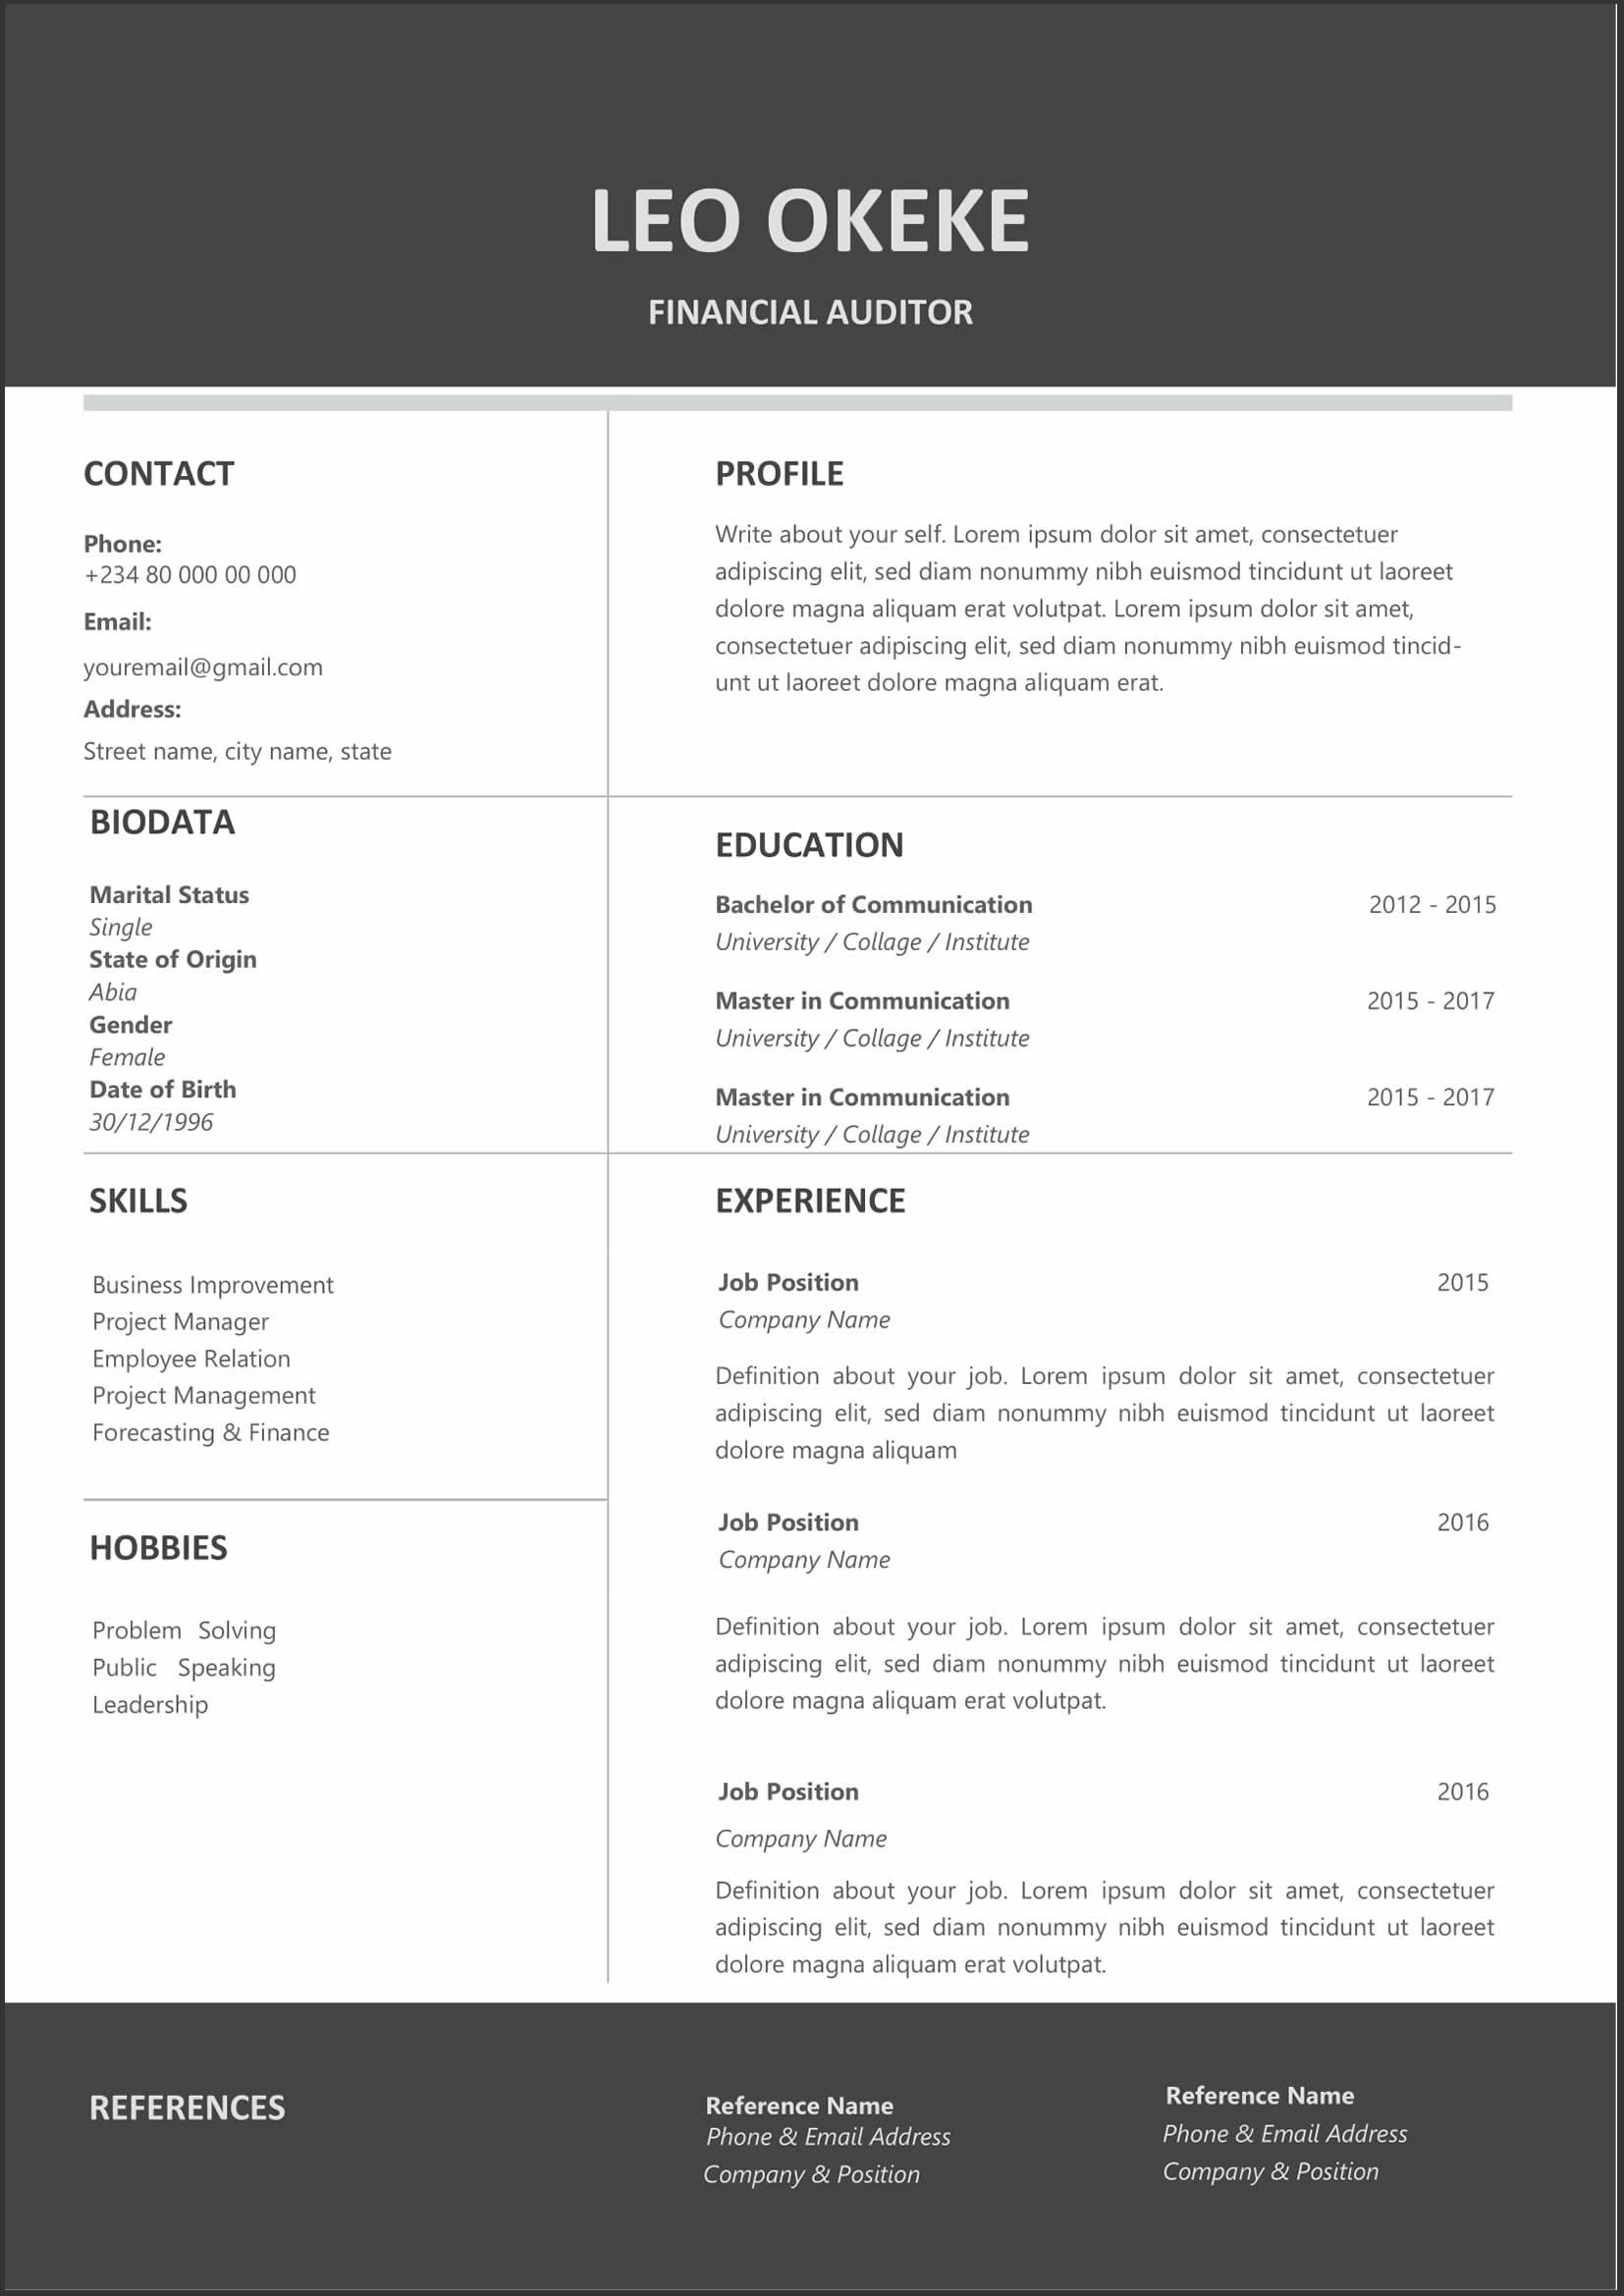 LEO OKEKE
FINANCIAL AUDITOR
CONTACT
Phone:
+234 80 000 00 000
Email:
youremail@gmail.com
Address:
Street name, city name, state
PROFILE
Write about your self. Lorem ipsum dolor sit amet, consectetuer
adipiscing elit, sed diam nonummy nibh euismod tincidunt ut laoreet
dolore magna aliquam erat volutpat. Lorem ipsum dolor sit amet,
consectetuer adipiscing elit, sed diam nonummy nibh euismod tincid-
unt ut laoreet dolore magna aliquam erat.
BIODATA
Marital Status
Single
State of Origin
Abia
Gender
Female
Date of Birth
30/12/1996
EDUCATION
Bachelor of Communication 2012 - 2015
University / Collage / Institute
Master in Communication 2015 - 2017
University / Collage / Institute
Master in Communication 2015 - 2017
University / Collage / Institute
SKILLS
Business Improvement
Project Manager
Employee Relation
Project Management
Forecasting & Finance
HOBBIES
Problem Solving
Public Speaking
Leadership
EXPERIENCE
Job Position 2015
Company Name
Definition about your job. Lorem ipsum dolor sit amet, consectetuer
adipiscing elit, sed diam nonummy nibh euismod tincidunt ut laoreet
dolore magna aliquam
Job Position 2016
Company Name
Definition about your job. Lorem ipsum dolor sit amet, consectetuer
adipiscing elit, sed diam nonummy nibh euismod tincidunt ut laoreet
dolore magna aliquam erat volutpat.
Job Position 2016
Company Name
Definition about your job. Lorem ipsum dolor sit amet, consectetuer
adipiscing elit, sed diam nonummy nibh euismod tincidunt ut laoreet
dolore magna aliquam erat volutpat.
REFERENCES
Reference Name
Phone & Email Address
Company & Position
Reference Name
Phone & Email Address
Company & Position